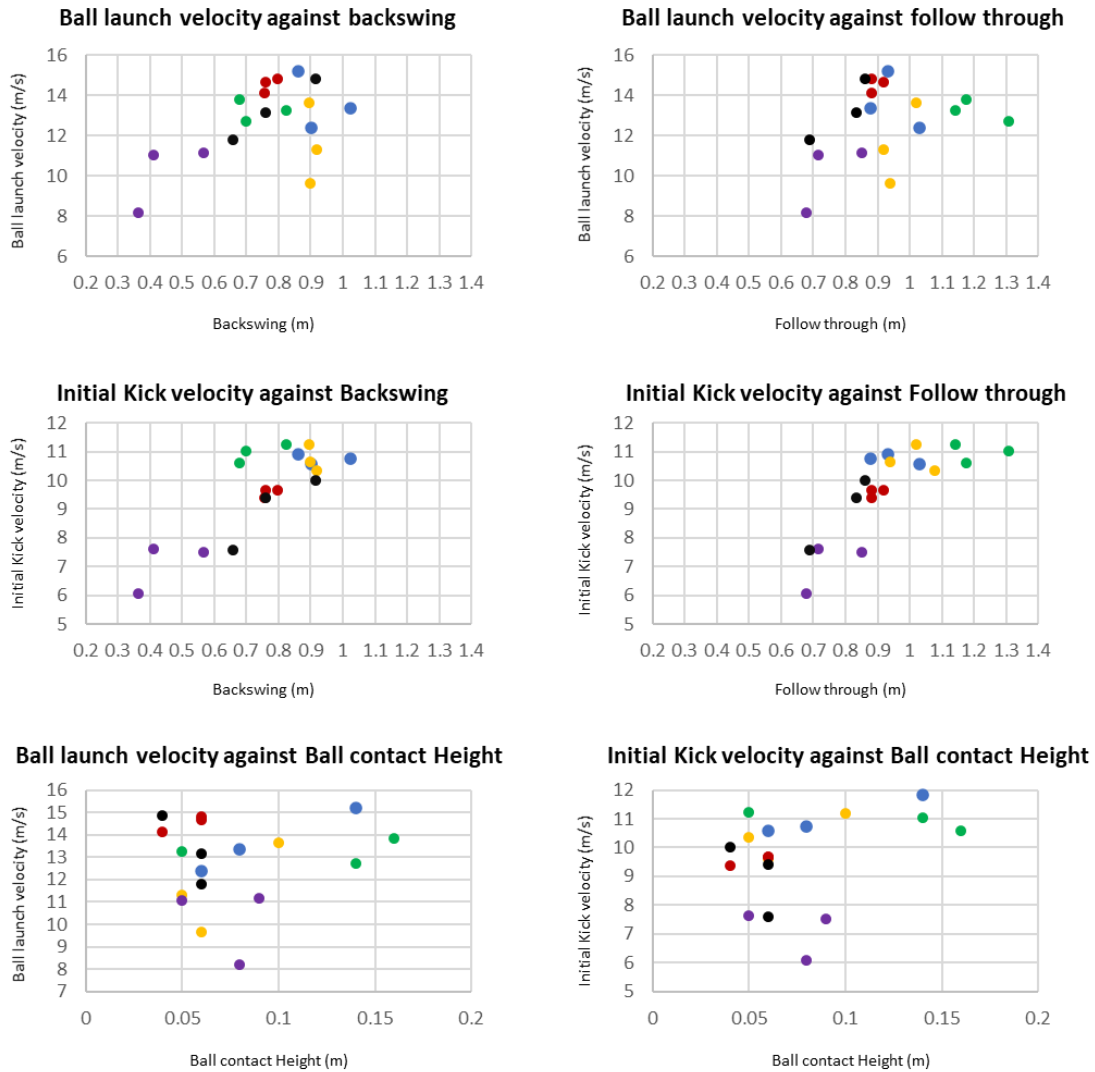 Ball launch velocity against backswing
16
14
12
10
8
6
Ball launch velocity (m/s)
0.2 0.3 0.4 0.5 0.6 0.7 0.8 0.9 1 1.1 1.2 1.3 1.4
Backswing (m)
Ball launch velocity against follow through
16
14
12
10
8
6
Ball launch velocity (m/s)
0.2 0.3 0.4 0.5 0.6 0.7 0.8 0.9 1 1.1 1.2 1.3 1.4
Follow through (m)
Initial Kick velocity against Backswing
12
11
10
9
8
7
6
5
Initial Kick velocity (m/s)
0.2 0.3 0.4 0.5 0.6 0.7 0.8 0.9 1 1.1 1.2 1.3 1.4
Backswing (m)
Initial Kick velocity against Follow through
12
11
10
9
8
7
6
5
Initial Kick velocity (m/s)
0.2 0.3 0.4 0.5 0.6 0.7 0.8 0.9 1 1.1 1.2 1.3 1.4
Follow through (m)
Ball launch velocity against Ball contact Height
16
15
14
13
12
11
10
9
8
7
Ball launch velocity (m/s)
0 0.05 0.1 0.15 0.2
Ball contact Height (m)
Initial Kick velocity against Ball contact Height
12
11
10
9
8
7
6
5
Initial Kick velocity (m/s)
0 0.05 0.1 0.15 0.2
Ball contact Height (m)